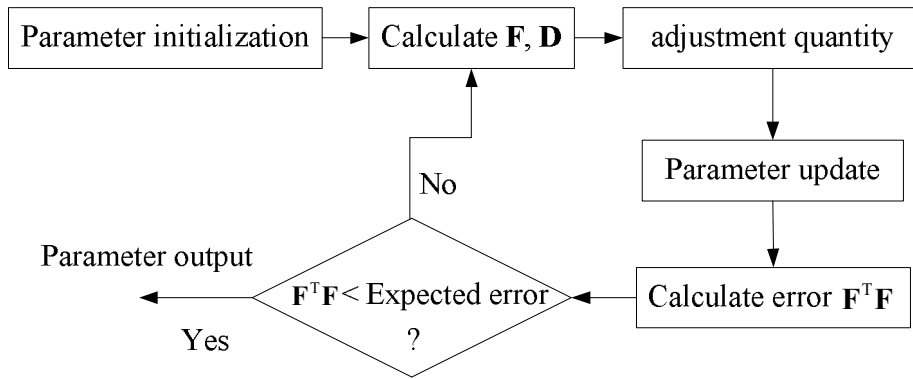 Parameter initialization
Calculate F, D
adjustment quantity
Parameter update
No
Parameter output
Calculate error FᵀF
FᵀF < Expected error
?
Yes